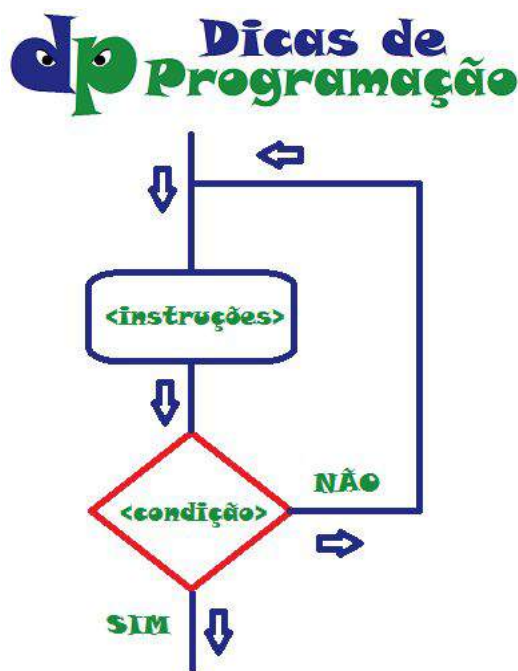 dp
Dicas de
Programação
<instruções>
<condição>
NÃO
SIM